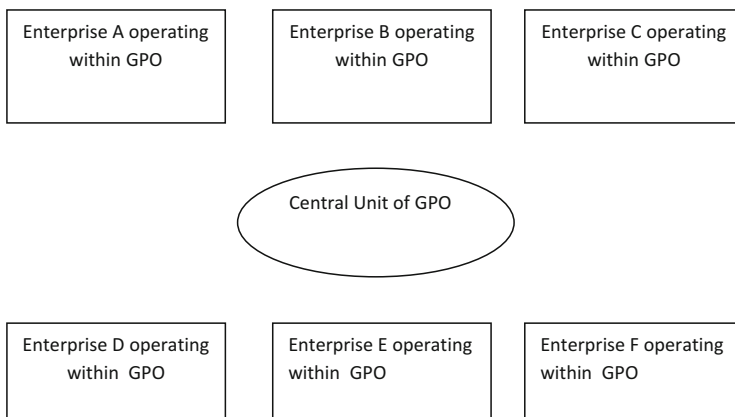 Enterprise A operating
within GPO
Enterprise B operating
within GPO
Enterprise C operating
within GPO
Central Unit of GPO
Enterprise D operating
within GPO
Enterprise E operating
within GPO
Enterprise F operating
within GPO